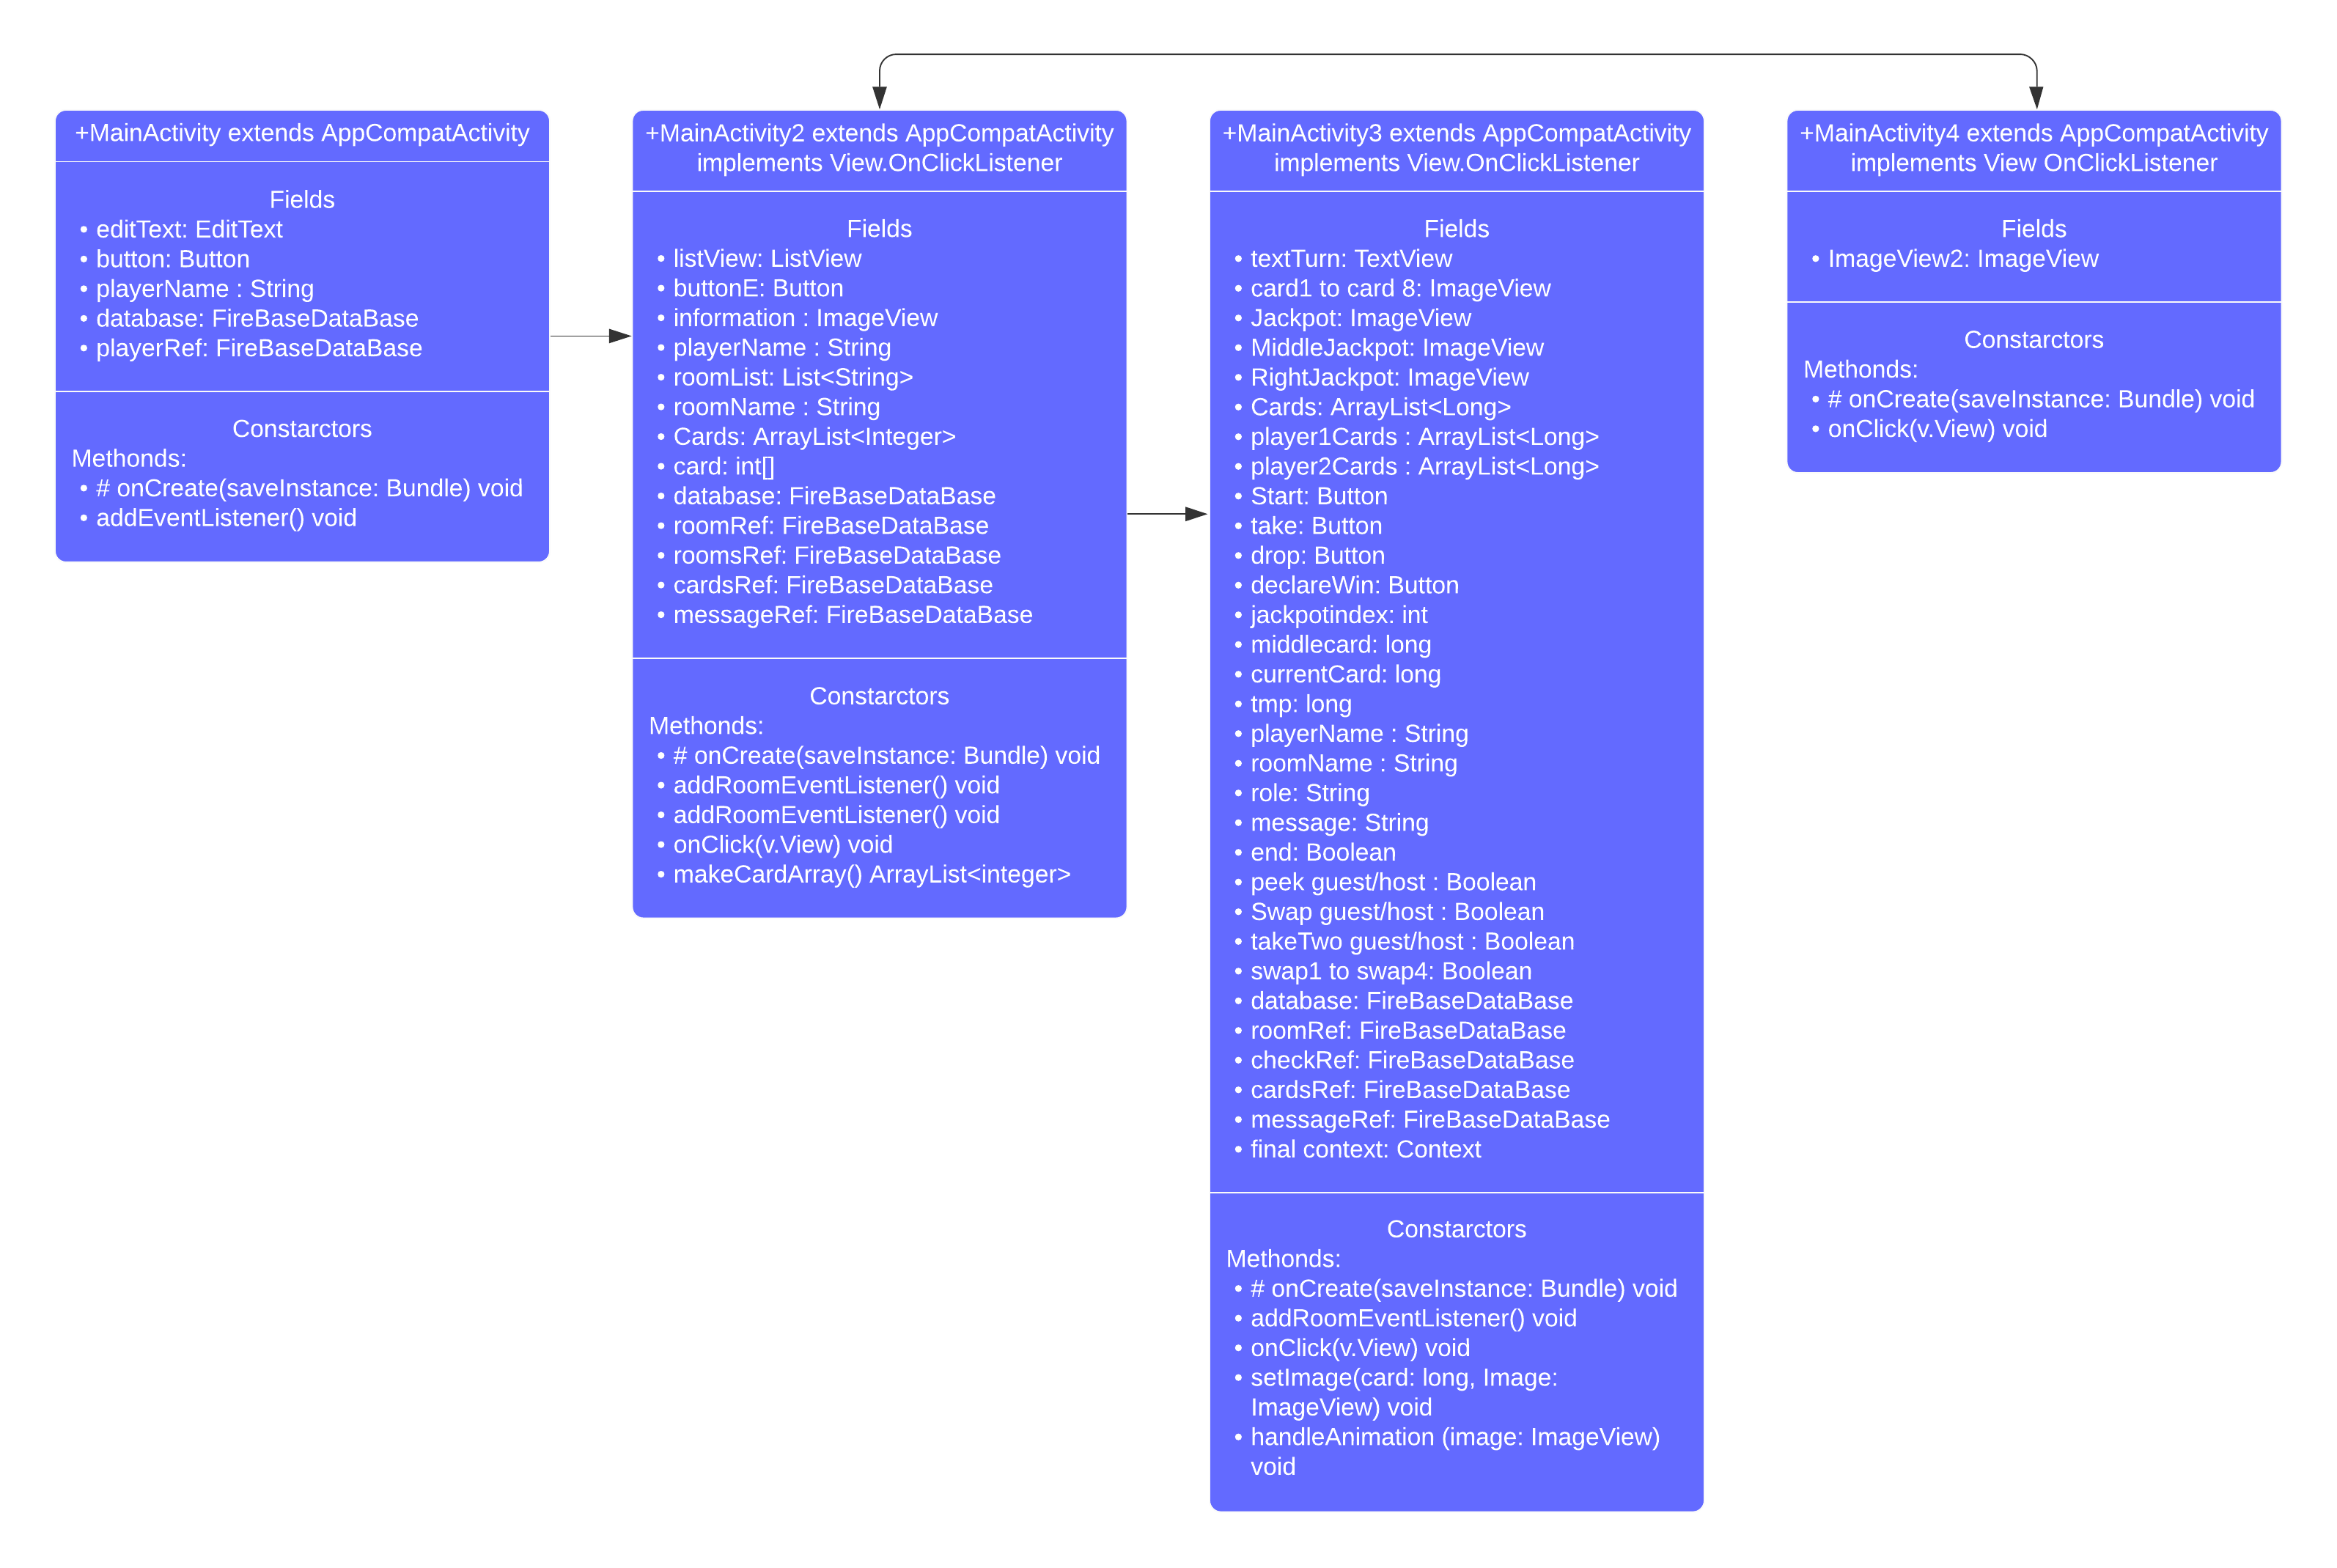 +MainActivity extends AppCompatActivity
Fields
• editText: EditText
• button: Button
• playerName : String
• database: FireBaseDataBase
• playerRef: FireBaseDataBase
Constarctors
Methonds:
• # onCreate(saveInstance: Bundle) void
• addEventListener() void
+MainActivity2 extends AppCompatActivity
implements View.OnClickListener
Fields
• listView: ListView
• buttonE: Button
• information : ImageView
• playerName : String
• roomList: List<String>
• roomName : String
• Cards: ArrayList<Integer>
• card: int[]
• database: FireBaseDataBase
• roomRef: FireBaseDataBase
• roomsRef: FireBaseDataBase
• cardsRef: FireBaseDataBase
• messageRef: FireBaseDataBase
Constarctors
Methonds:
• # onCreate(saveInstance: Bundle) void
• addRoomEventListener() void
• addRoomEventListener() void
• onClick(v.View) void
• makeCardArray() ArrayList<integer>
+MainActivity3 extends AppCompatActivity
implements View.OnClickListener
Fields
• textTurn: TextView
• card1 to card 8: ImageView
• Jackpot: ImageView
• MiddleJackpot: ImageView
• RightJackpot: ImageView
• Cards: ArrayList<Long>
• player1Cards : ArrayList<Long>
• player2Cards : ArrayList<Long>
• Start: Button
• take: Button
• drop: Button
• declareWin: Button
• jackpotindex: int
• middlecard: long
• currentCard: long
• tmp: long
• playerName : String
• roomName : String
• role: String
• message: String
• end: Boolean
• peek guest/host : Boolean
• Swap guest/host : Boolean
• takeTwo guest/host : Boolean
• swap1 to swap4: Boolean
• database: FireBaseDataBase
• roomRef: FireBaseDataBase
• checkRef: FireBaseDataBase
• cardsRef: FireBaseDataBase
• messageRef: FireBaseDataBase
• final context: Context
Constarctors
Methonds:
• # onCreate(saveInstance: Bundle) void
• addRoomEventListener() void
• onClick(v.View) void
• setImage(card: long, Image:
ImageView) void
• handleAnimation (image: ImageView)
void
+MainActivity4 extends AppCompatActivity
implements View OnClickListener
Fields
• ImageView2: ImageView
Constarctors
Methonds:
• # onCreate(saveInstance: Bundle) void
• onClick(v.View) void